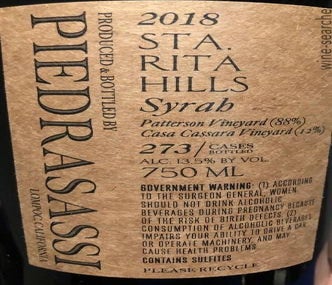 PRODUCED & BOTTLED BY
PIEDRASASSI
LOMPOC, CALIFORNIA
2018
STA.
RITA
HILLS
Syrah
Patterson Vineyard (88%)
Casa Cassara Vineyard (12%)
273/CASES BOTTLED
ALC. 13.5% BY VOL.
750 ML
GOVERNMENT WARNING: (1) ACCORDING
TO THE SURGEON GENERAL, WOMEN
SHOULD NOT DRINK ALCOHOLIC
BEVERAGES DURING PREGNANCY BECAUSE
OF THE RISK OF BIRTH DEFECTS. (2)
CONSUMPTION OF ALCOHOLIC BEVERAGES
IMPAIRS YOUR ABILITY TO DRIVE A CAR
OR OPERATE MACHINERY, AND MAY
CAUSE HEALTH PROBLEMS.
CONTAINS SULFITES
PLEASE RECYCLE